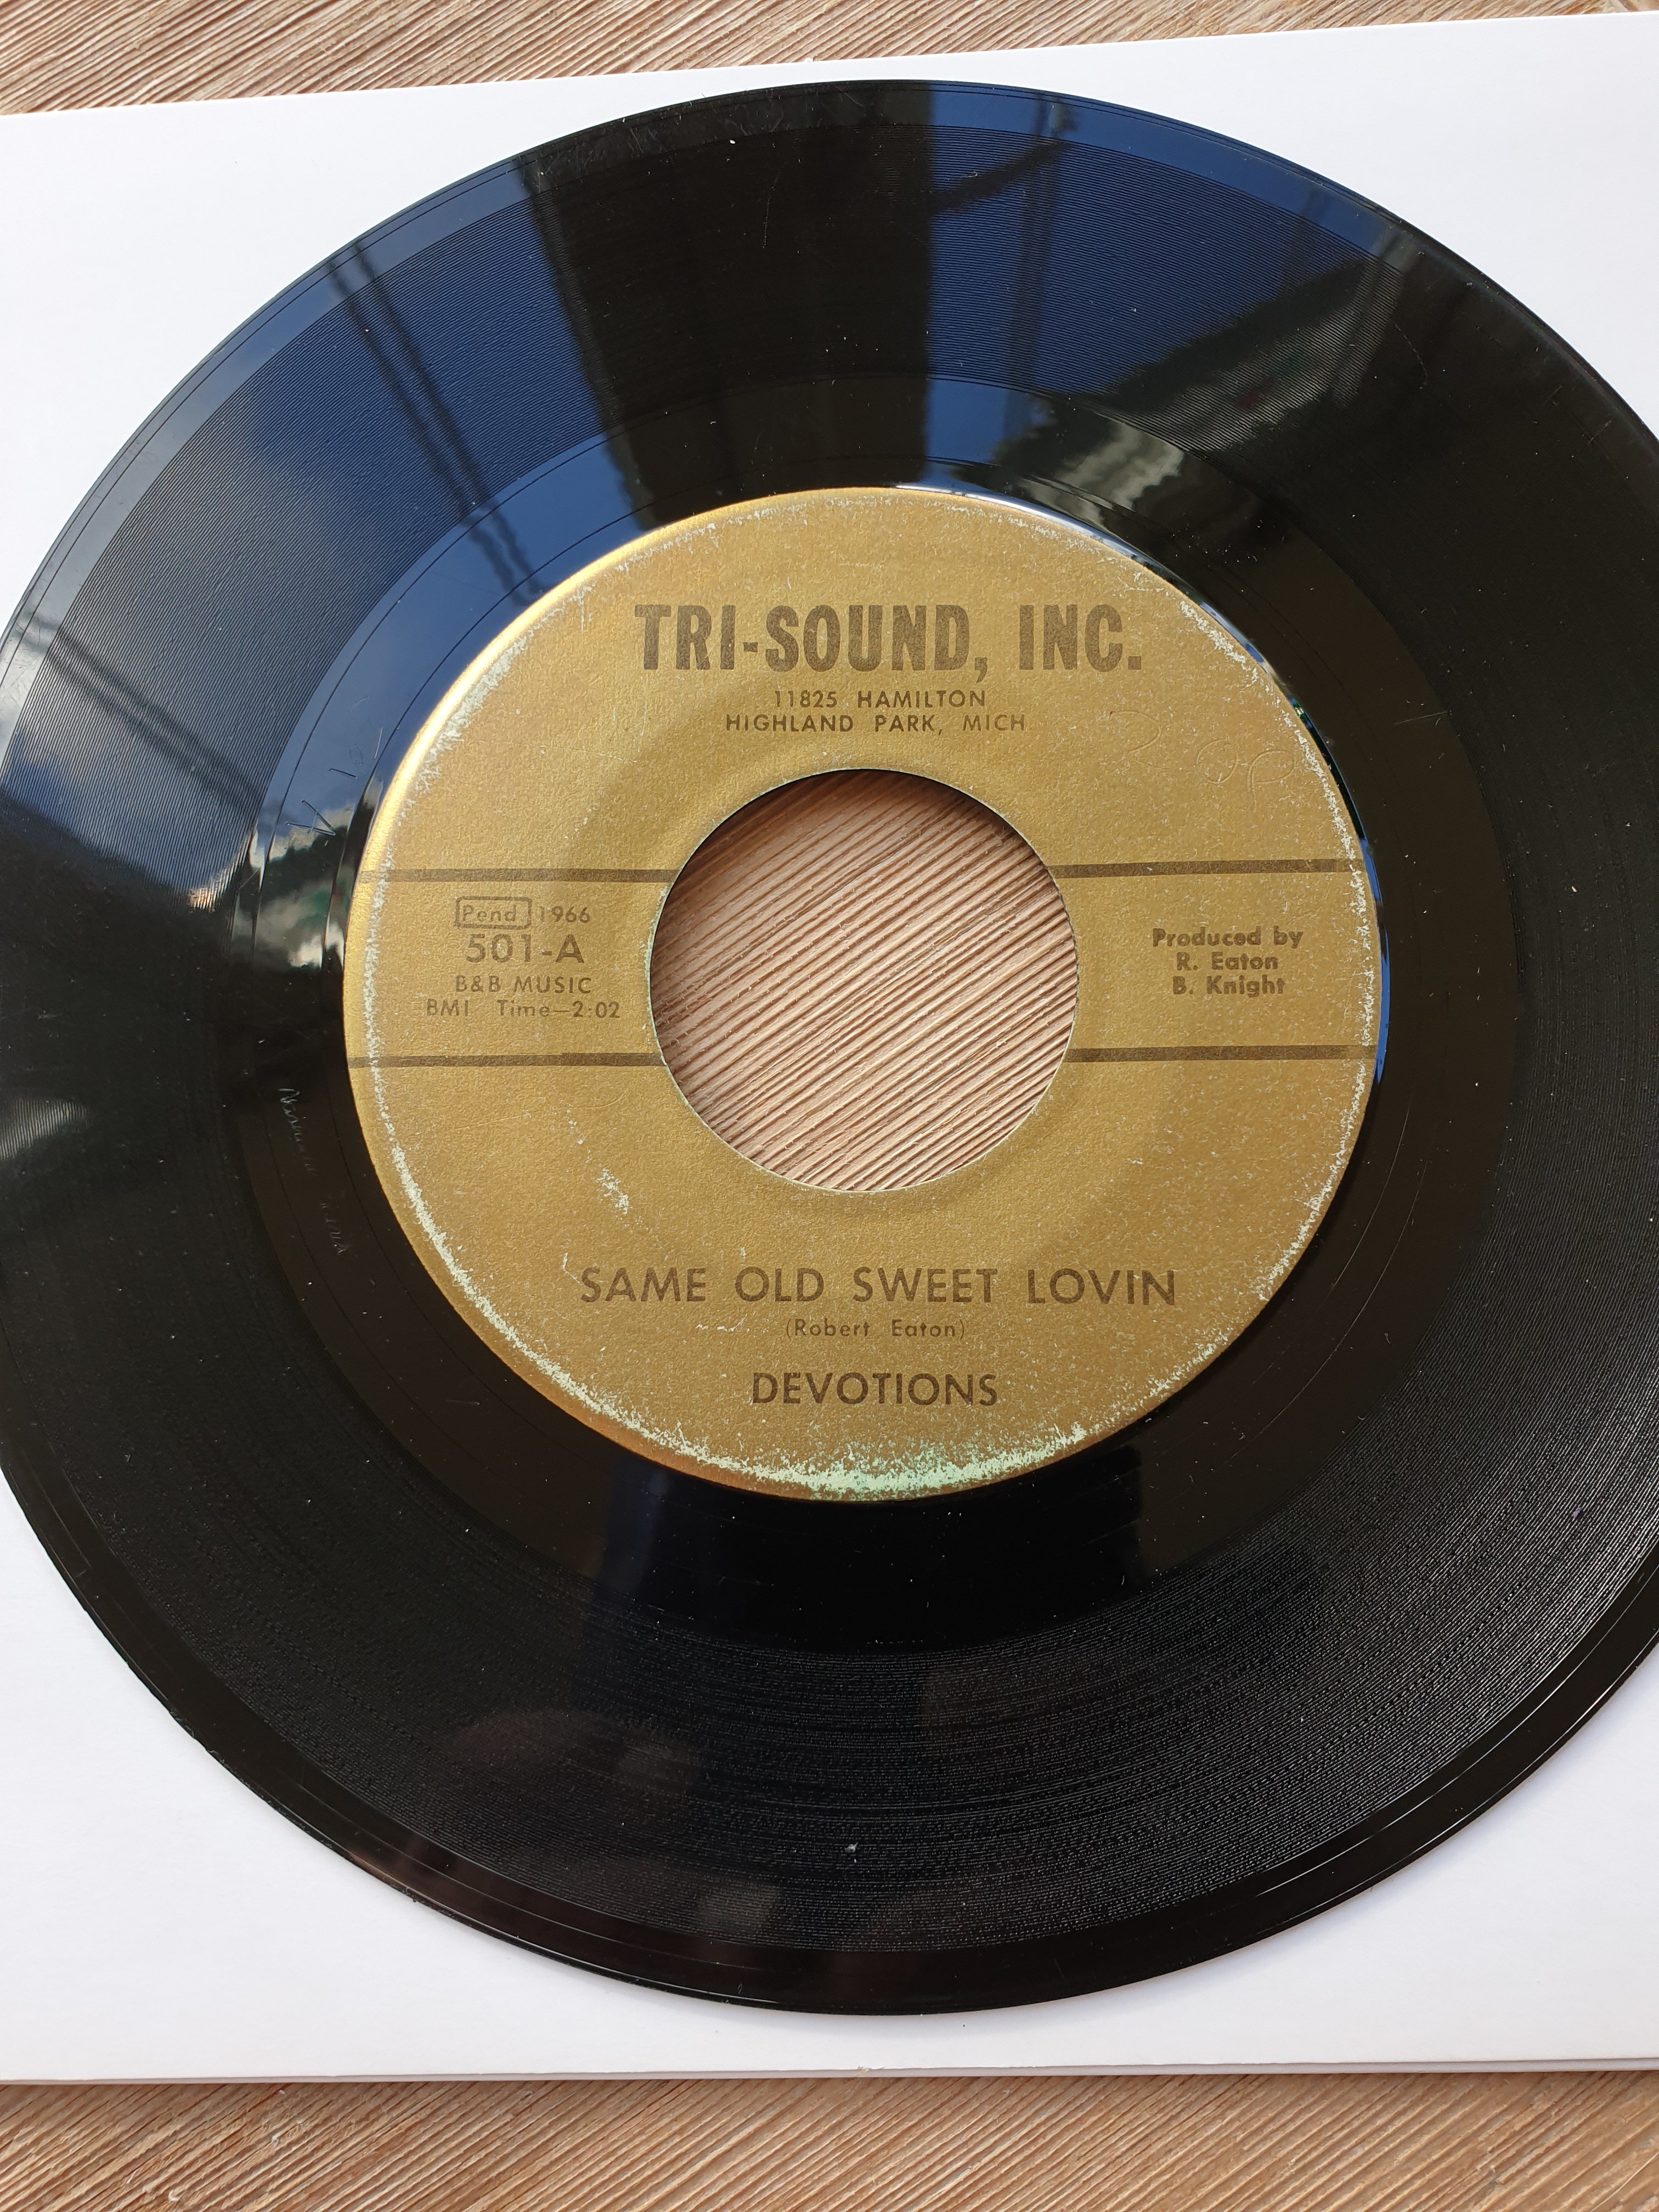 TRI-SOUND, INC.
11825 HAMILTON
HIGHLAND PARK, MICH
Pend. 1966
501-A
B&B MUSIC
BMI Time—2:02
Produced by
R. Eaton
B. Knight
SAME OLD SWEET LOVIN
(Robert Eaton)
DEVOTIONS